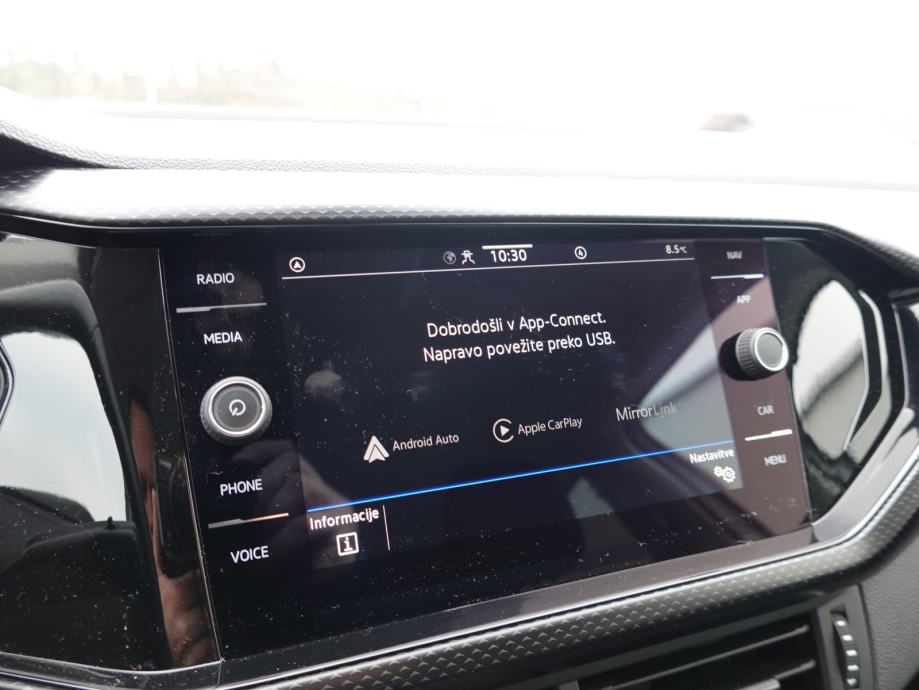 RADIO
MEDIA
PHONE
VOICE
10:30
8.5°C
Dobrodošli v App-Connect.
Napravo povežite preko USB.
Android Auto
Apple CarPlay
MirrorLink
Informacije
i
Nastavitve
NAV
APP
CAR
MENU